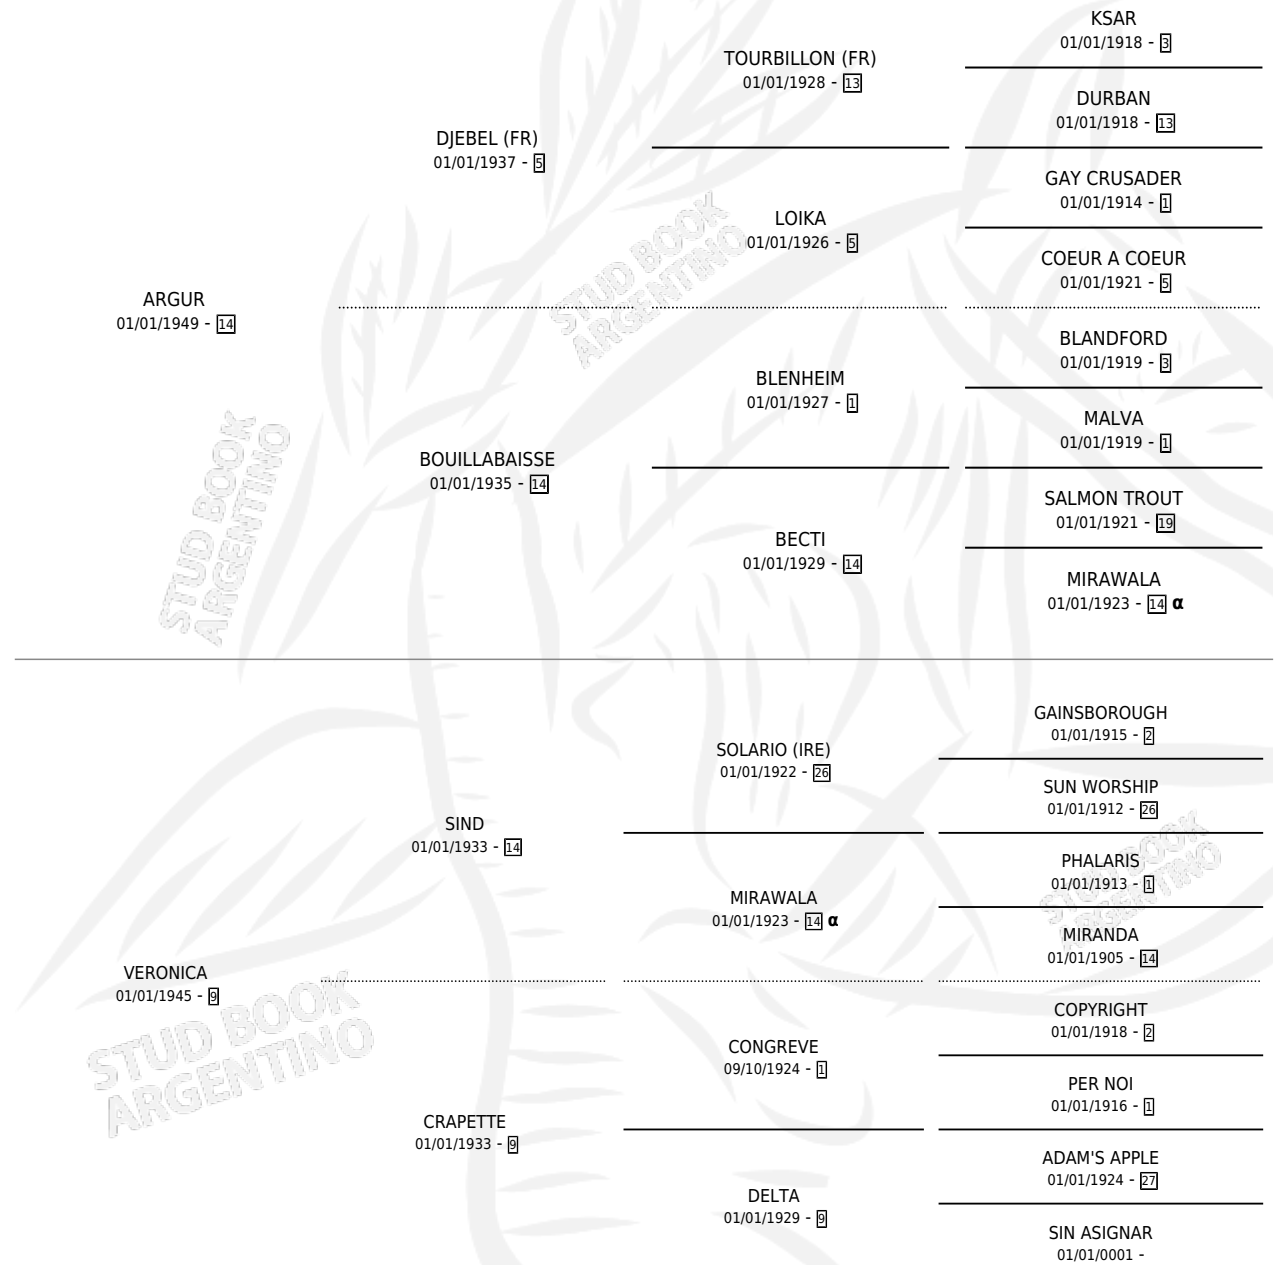 KSAR
01/01/1918 - 3
TOURBILLON (FR)
01/01/1928 - 13
DURBAN
01/01/1918 - 13
DJEBEL (FR)
01/01/1937 - 5
GAY CRUSADER
01/01/1914 - 1
LOIKA
01/01/1926 - 5
COEUR A COEUR
01/01/1921 - 5
STUD BOOK
ARGENTINO
ARGUR
01/01/1949 - 14
BLANDFORD
01/01/1919 - 3
BLENHEIM
01/01/1927 - 1
MALVA
01/01/1919 - 1
BOUILLABAISSE
01/01/1935 - 14
SALMON TROUT
01/01/1921 - 19
BECTI
01/01/1929 - 14
MIRAWALA
01/01/1923 - 14 α
STUD BOOK
ARGENTINO
GAINSBOROUGH
01/01/1915 - 2
SOLARIO (IRE)
01/01/1922 - 26
SUN WORSHIP
01/01/1912 - 26
SIND
01/01/1933 - 14
PHALARIS
01/01/1913 - 1
MIRAWALA
01/01/1923 - 14 α
MIRANDA
01/01/1905 - 14
STUD BOOK
ARGENTINO
VERONICA
01/01/1945 - 9
COPYRIGHT
01/01/1918 - 2
CONGREVE
09/10/1924 - 1
PER NOI
01/01/1916 - 1
STUD BOOK
ARGENTINO
CRAPETTE
01/01/1933 - 9
ADAM'S APPLE
01/01/1924 - 27
DELTA
01/01/1929 - 9
SIN ASIGNAR
01/01/0001 -